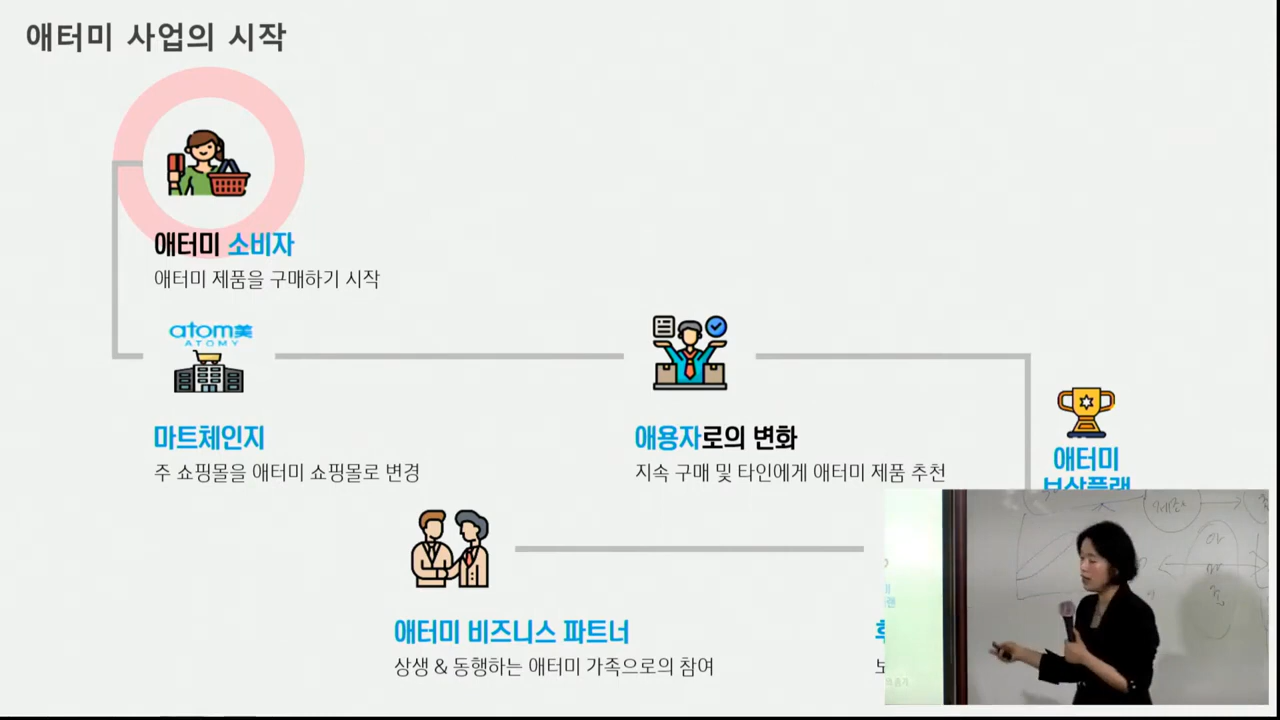 애터미 사업의 시작
애터미 소비자
애터미 제품을 구매하기 시작
atom美
ATOMY
마트체인지
주 쇼핑몰을 애터미 쇼핑몰로 변경
애용자로의 변화
지속 구매 및 타인에게 애터미 제품 추천
애터미
보상플랜
애터미 비즈니스 파트너
상생 & 동행하는 애터미 가족으로의 참여